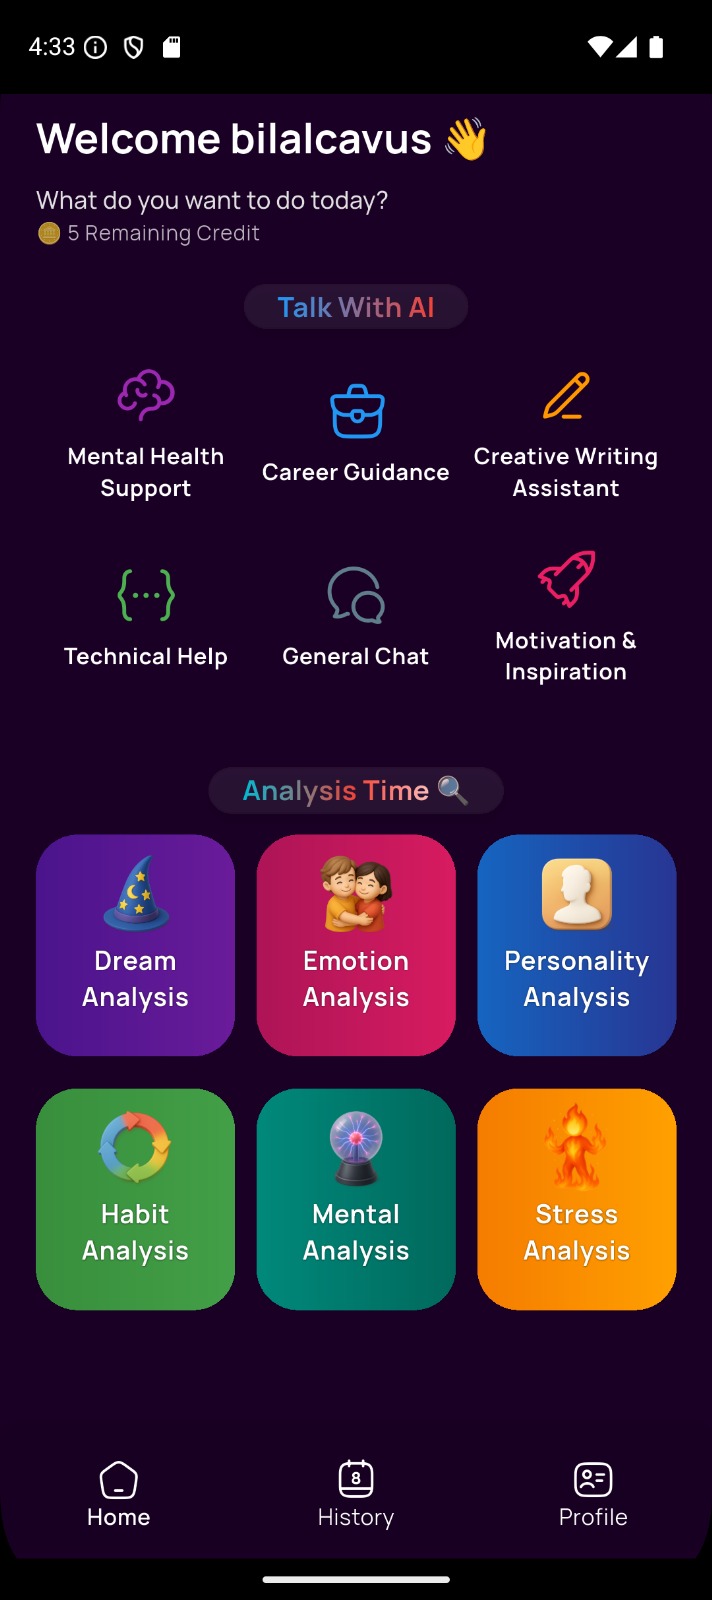 4:33
Welcome bilalcavus 👋
What do you want to do today?
5 Remaining Credit
Talk With AI
Mental Health
Support
Career Guidance
Creative Writing
Assistant
Technical Help
General Chat
Motivation &
Inspiration
Analysis Time 🔍
Dream
Analysis
Emotion
Analysis
Personality
Analysis
Habit
Analysis
Mental
Analysis
Stress
Analysis
8
Home
History
Profile